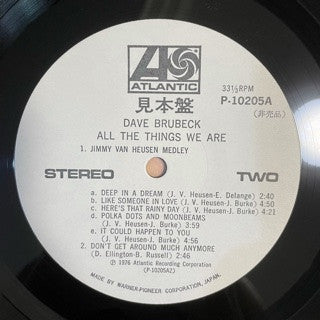 ATLANTIC
見本盤
33⅓RPM
P-10205A
(非売品)
DAVE BRUBECK
ALL THE THINGS WE ARE
1. JIMMY VAN HEUSEN MEDLEY
STEREO
TWO
a. DEEP IN A DREAM (J. V. Heusen-E. Delange) 2:40
b. LIKE SOMEONE IN LOVE (J. V. Heusen-J. Burke) 4:50
c. HERE'S THAT RAINY DAY (J. V. Heusen-J. Burke) 4:21
d. POLKA DOTS AND MOONBEAMS
(J. V. Heusen-J. Burke) 2:04
e. IT COULD HAPPEN TO YOU
(J. V. Heusen-J. Burke) 4:56
2. DON'T GET AROUND MUCH ANYMORE
(D. Ellington-B. Russell) 2:46
Ⓟ 1976 Atlantic Recording Corporation
(P-10205A2)
MADE BY WARNER-PIONEER CORPORATION, JAPAN.